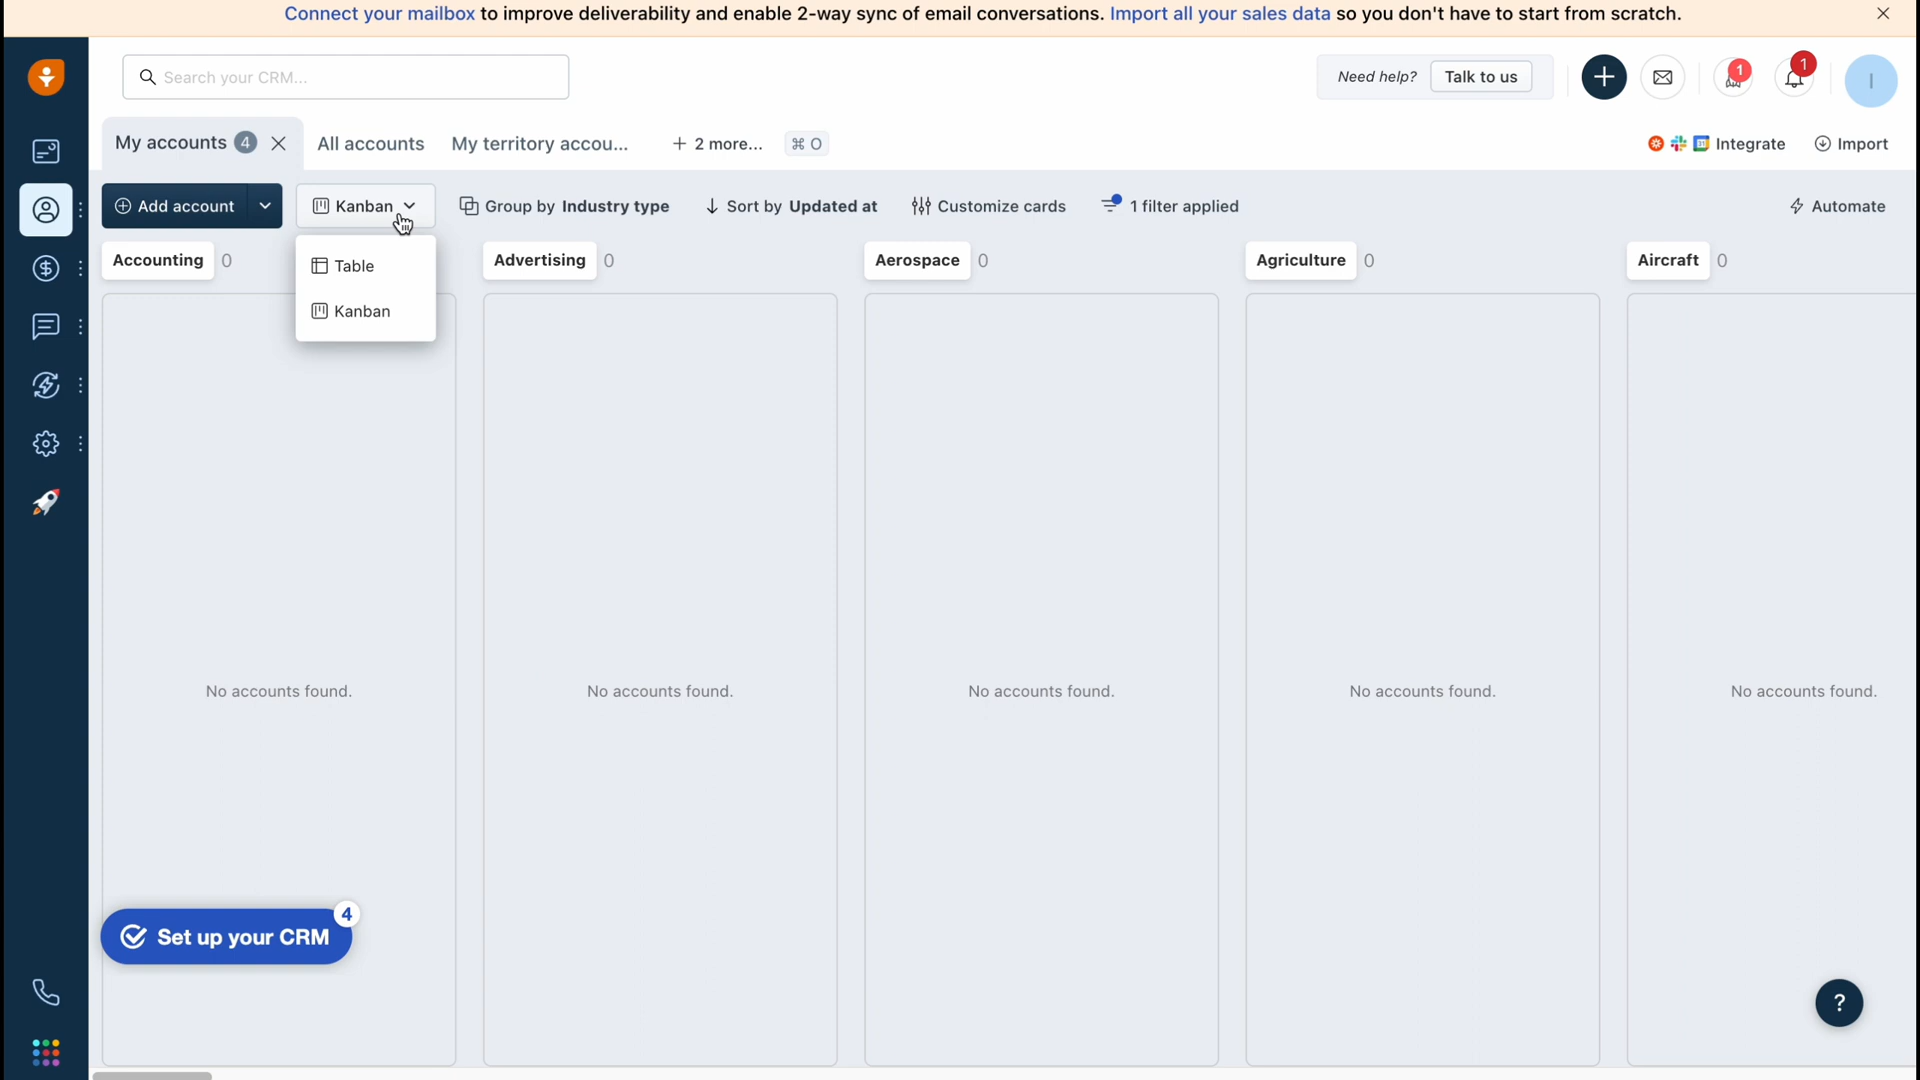 Connect your mailbox to improve deliverability and enable 2-way sync of email conversations. Import all your sales data so you don't have to start from scratch.
Search your CRM...
Need help? Talk to us
1
1
I
My accounts 4
All accounts
My territory accou...
+ 2 more...
⌘ O
Integrate
Import
Add account
Kanban
Group by Industry type
Sort by Updated at
Customize cards
1 filter applied
Automate
Table
Kanban
Accounting 0
Advertising 0
Aerospace 0
Agriculture 0
Aircraft 0
No accounts found.
No accounts found.
No accounts found.
No accounts found.
No accounts found.
Set up your CRM
4
?